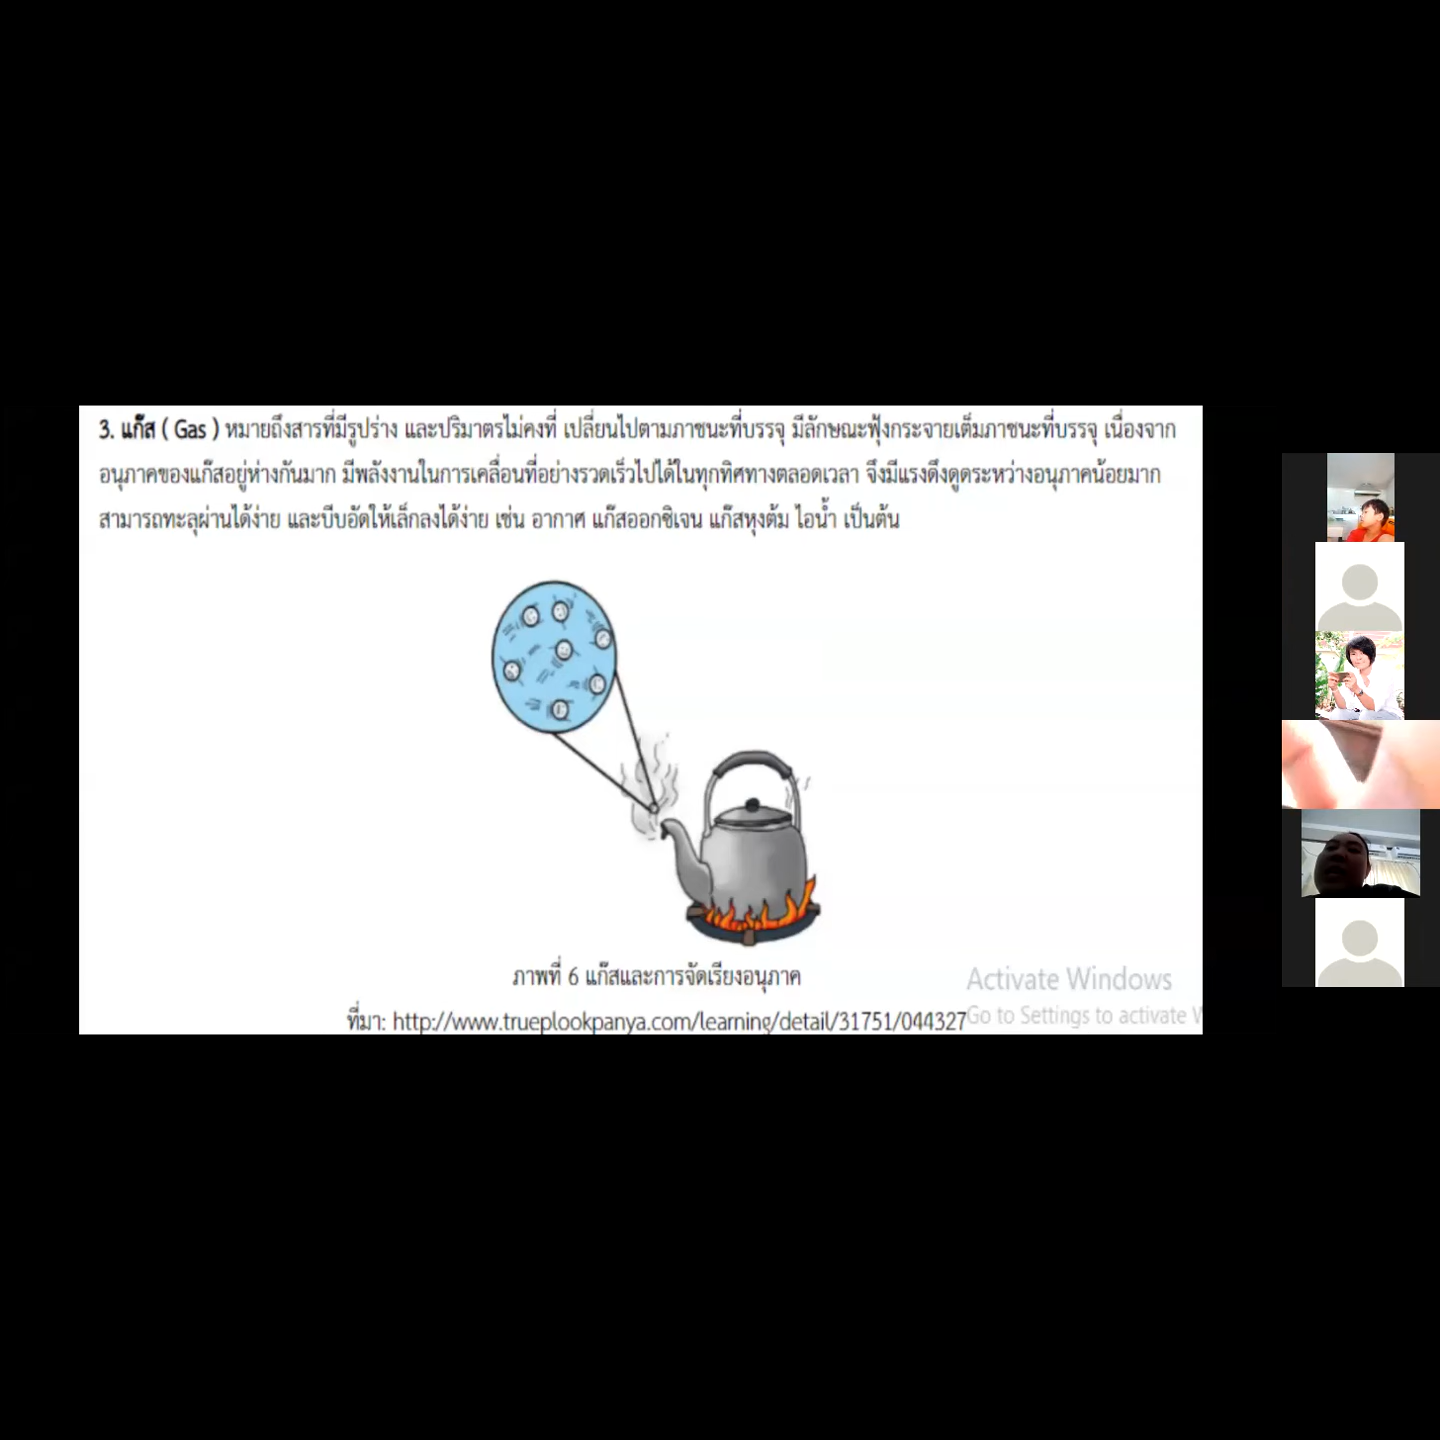 3. แก๊ส ( Gas ) หมายถึงสารที่มีรูปร่าง และปริมาตรไม่คงที่ เปลี่ยนไปตามภาชนะที่บรรจุ มีลักษณะฟุ้งกระจายเต็มภาชนะที่บรรจุ เนื่องจาก
อนุภาคของแก๊สอยู่ห่างกันมาก มีพลังงานในการเคลื่อนที่อย่างรวดเร็วไปได้ในทุกทิศทางตลอดเวลา จึงมีแรงดึงดูดระหว่างอนุภาคน้อยมาก
สามารถทะลุผ่านได้ง่าย และบีบอัดให้เล็กลงได้ง่าย เช่น อากาศ แก๊สออกซิเจน แก๊สหุงต้ม ไอน้ำ เป็นต้น
ภาพที่ 6 แก๊สและการจัดเรียงอนุภาค
ที่มา: http://www.trueplookpanya.com/learning/detail/31751/044327
Activate Windows
Go to Settings to activate